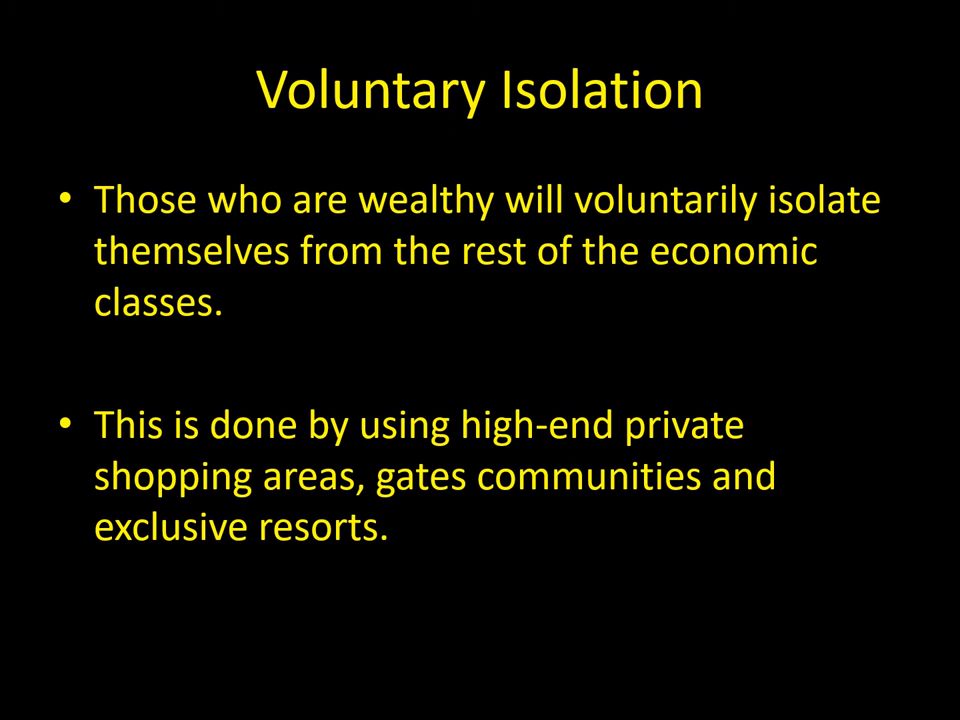 Voluntary Isolation
• Those who are wealthy will voluntarily isolate
themselves from the rest of the economic
classes.
• This is done by using high-end private
shopping areas, gates communities and
exclusive resorts.